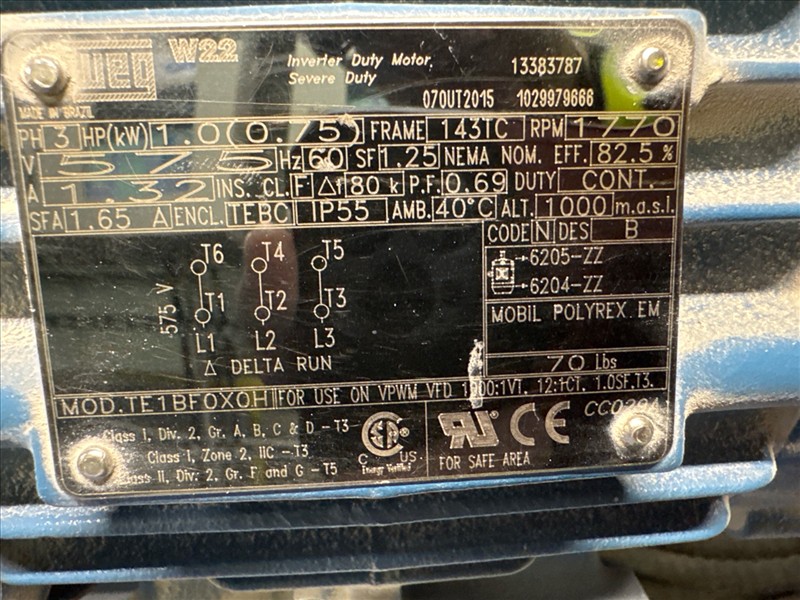 WEG W22
Inverter Duty Motor 13383787
Severe Duty
MADE IN BRAZIL 07OUT2015 1029979666
PH 3 HP(kW) 1.0(0.75) FRAME 143TC RPM 1770
V 575 Hz 60 SF 1.25 NEMA NOM. EFF. 82.5 %
A 1.32 INS. CL. F Δt 80 k P.F. 0.69 DUTY CONT.
SFA 1.65 A ENCL. TEBC IP55 AMB. 40°C ALT. 1000 m.a.s.l.
CODE N DES B
T6 T4 T5
6205-ZZ
6204-ZZ
575 V
T1 T2 T3
L1 L2 L3
MOBIL POLYREX EM
Δ DELTA RUN
70 lbs
MOD.TE1BF0X0H FOR USE ON VPWM VFD 1000:1VT, 12:1CT, 1.0SF,T3.
Class I, Div. 2, Gr. A, B, C & D -T3
Class I, Zone 2, IIC -T3
Class II, Div. 2, Gr. F and G -T5
SA
C US
Energy Verified
UR
FOR SAFE AREA
CE